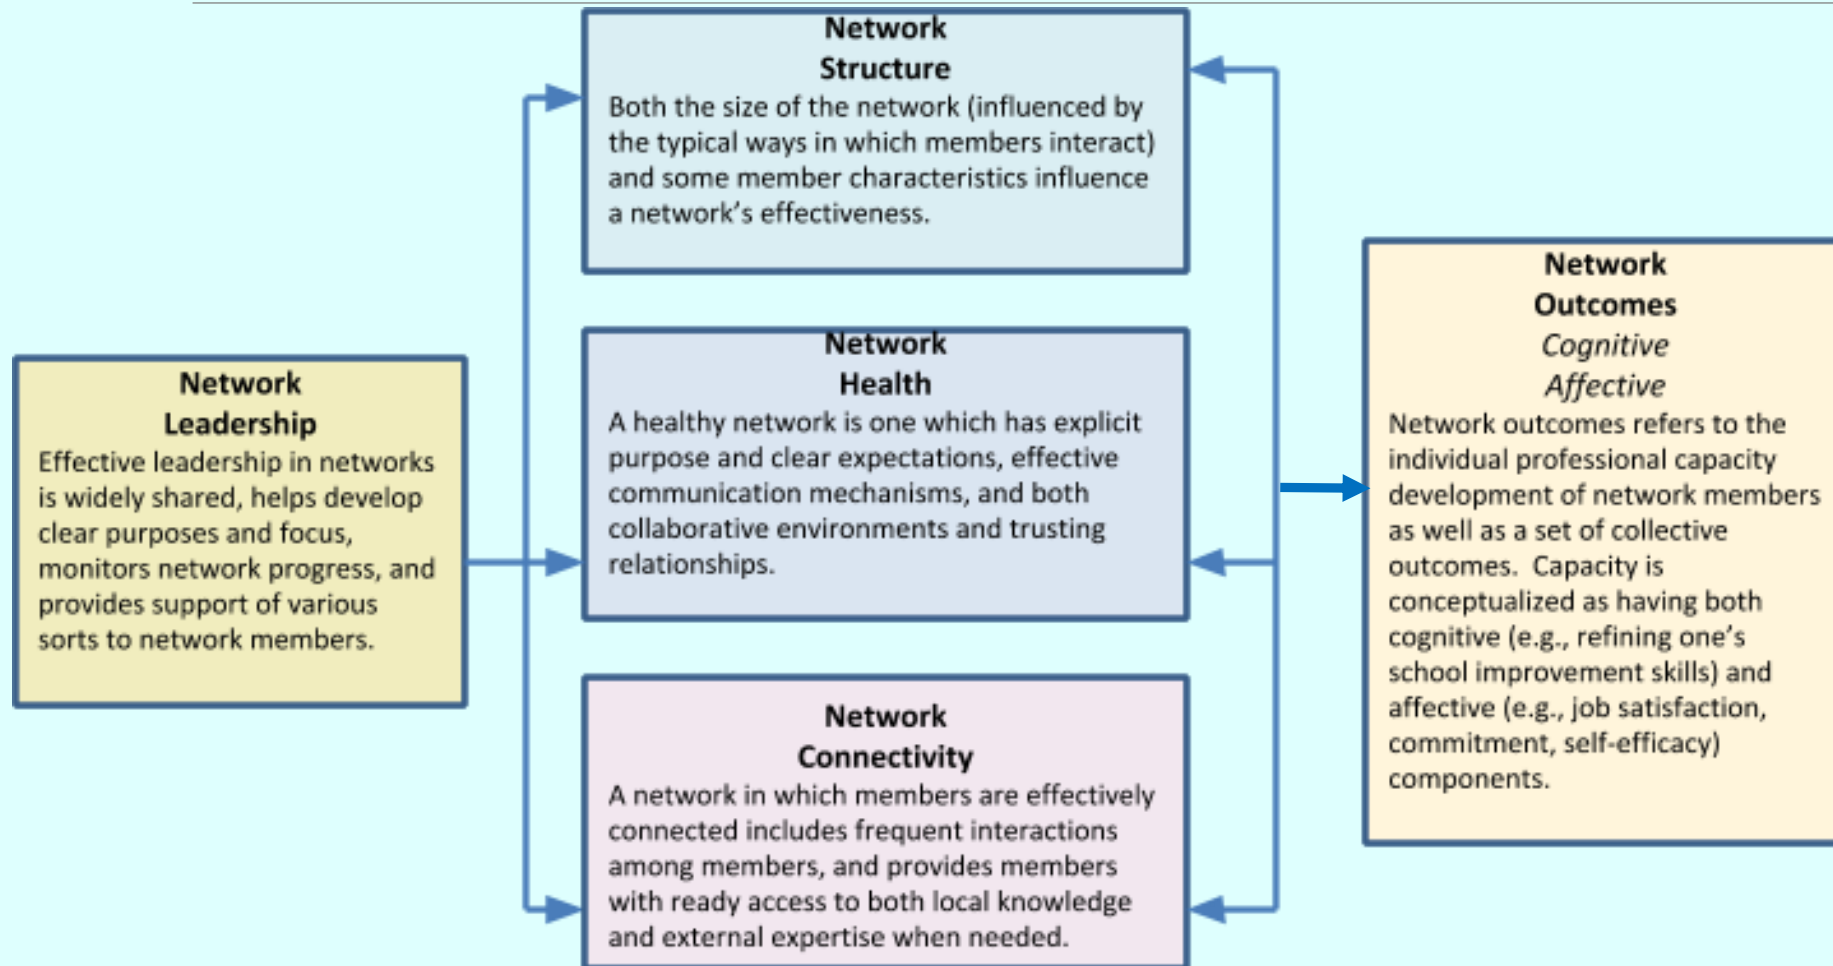 Network
Structure
Both the size of the network (influenced by
the typical ways in which members interact)
and some member characteristics influence
a network's effectiveness.
Network
Leadership
Effective leadership in networks
is widely shared, helps develop
clear purposes and focus,
monitors network progress, and
provides support of various
sorts to network members.
Network
Health
A healthy network is one which has explicit
purpose and clear expectations, effective
communication mechanisms, and both
collaborative environments and trusting
relationships.
Network
Connectivity
A network in which members are effectively
connected includes frequent interactions
among members, and provides members
with ready access to both local knowledge
and external expertise when needed.
Network
Outcomes
Cognitive
Affective
Network outcomes refers to the
individual professional capacity
development of network members
as well as a set of collective
outcomes.  Capacity is
conceptualized as having both
cognitive (e.g., refining one's
school improvement skills) and
affective (e.g., job satisfaction,
commitment, self-efficacy)
components.